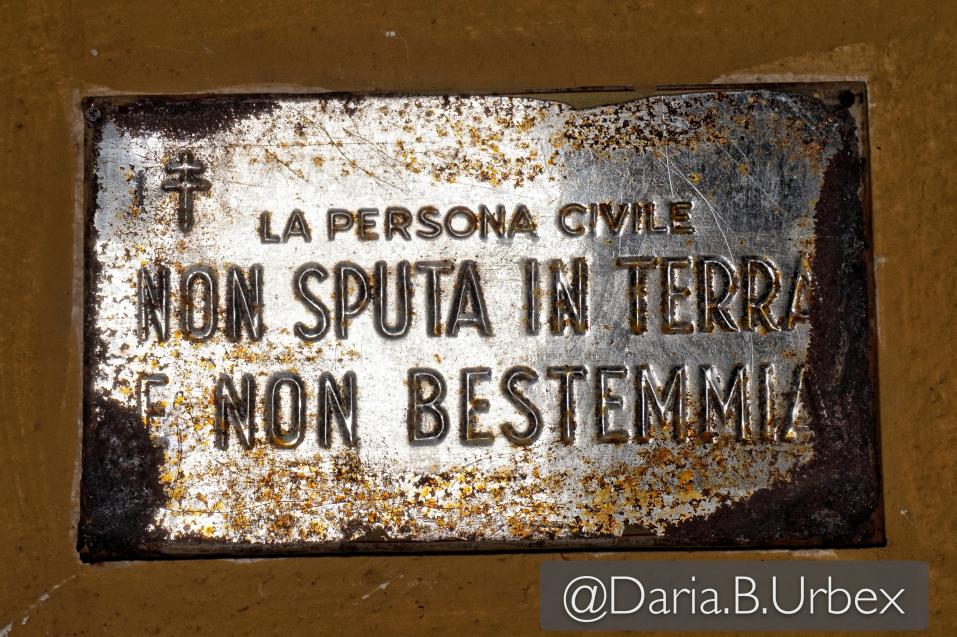 LA PERSONA CIVILE
NON SPUTA IN TERRA
E NON BESTEMMIA
@Daria.B.Urbex